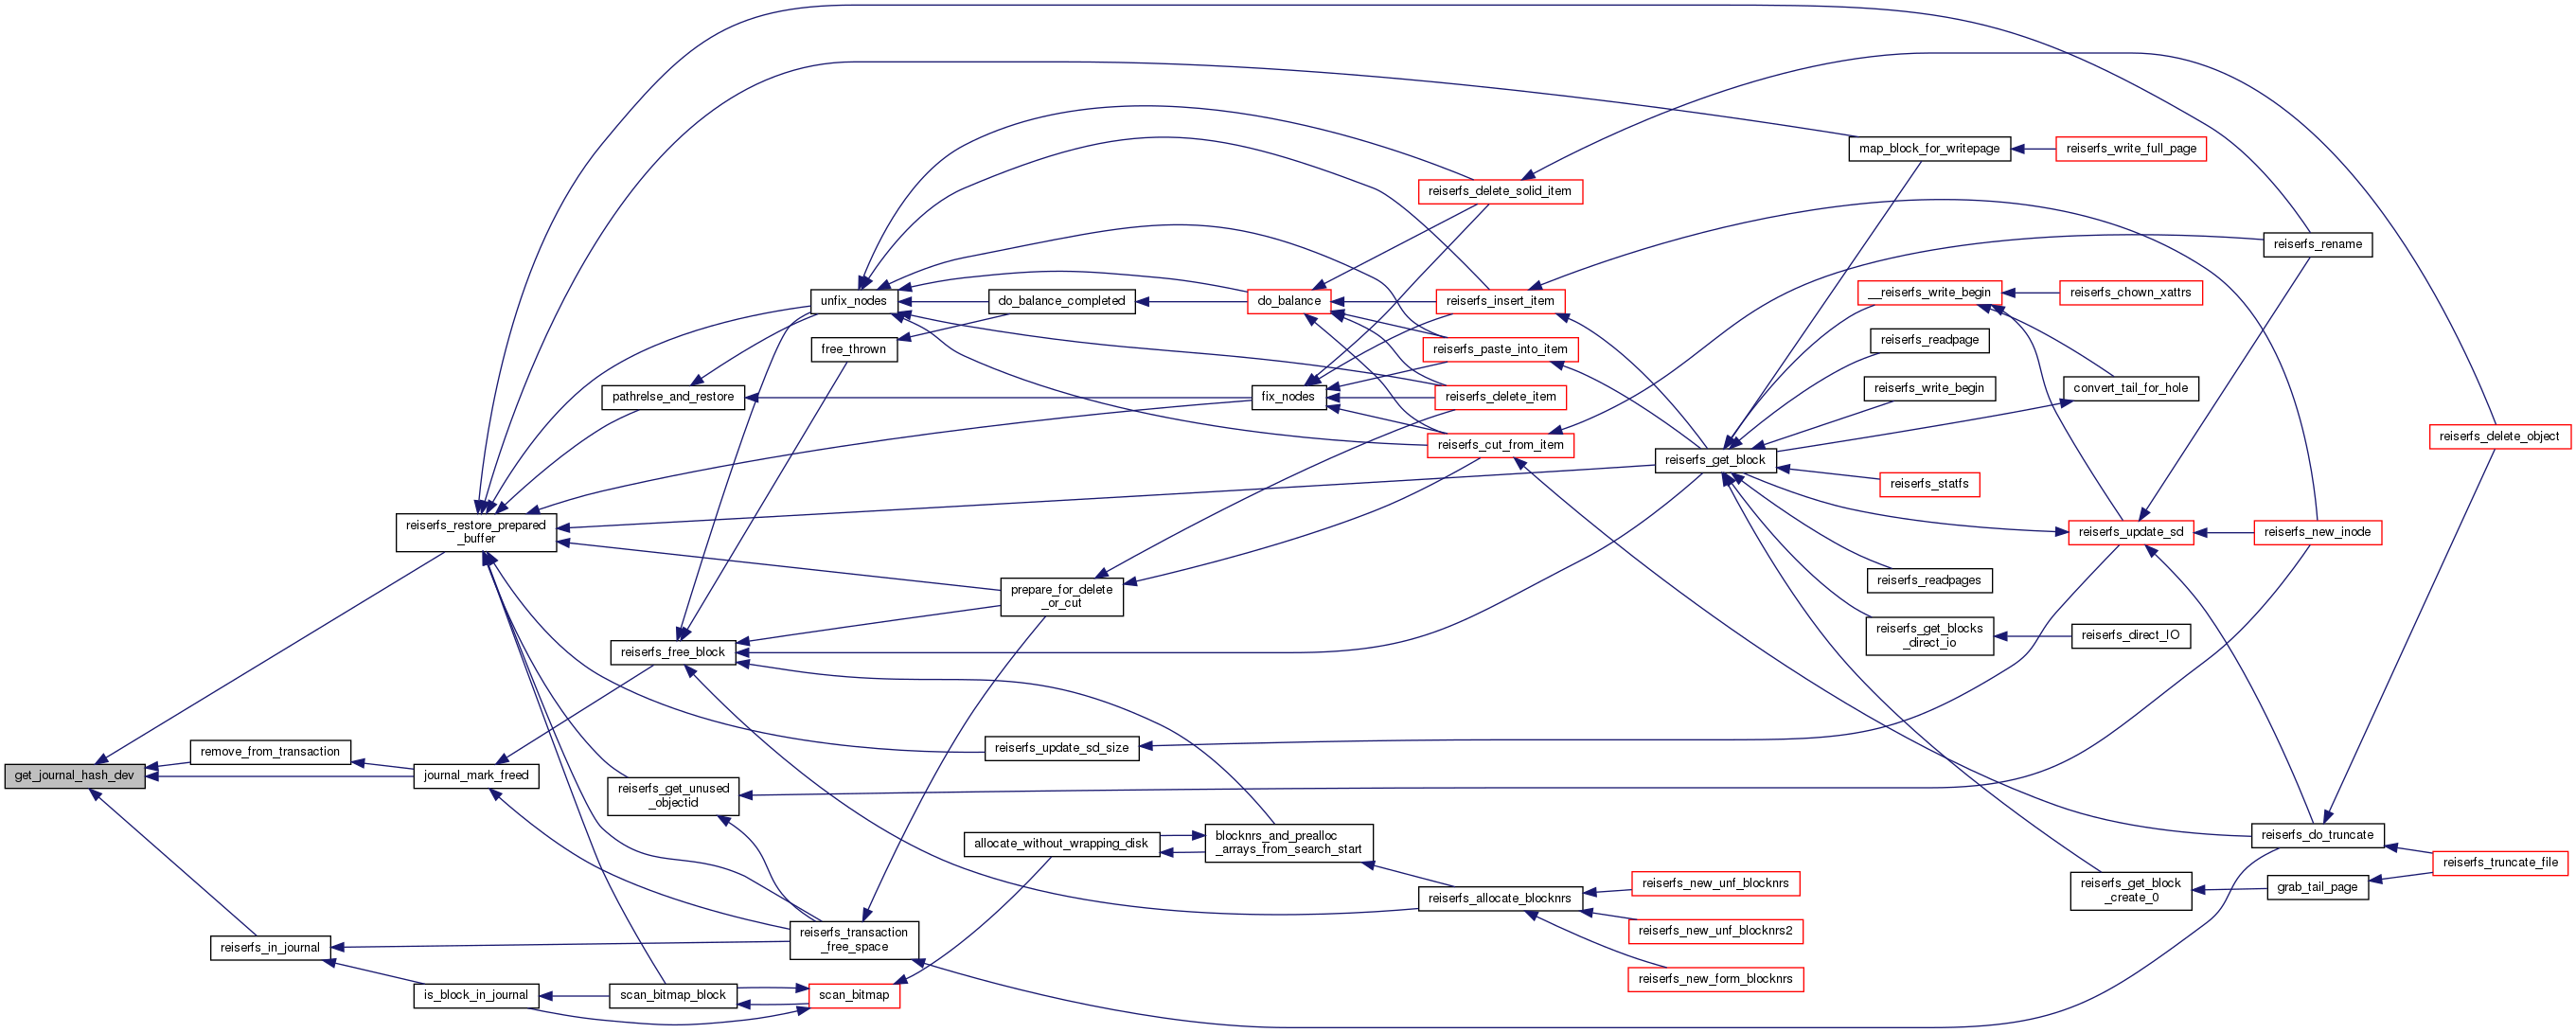 get_journal_hash_dev
remove_from_transaction
reiserfs_in_journal
reiserfs_restore_prepared
_buffer
journal_mark_freed
is_block_in_journal
pathrelse_and_restore
reiserfs_free_block
reiserfs_get_unused
_objectid
scan_bitmap_block
unfix_nodes
free_thrown
reiserfs_transaction
_free_space
scan_bitmap
do_balance_completed
prepare_for_delete
_or_cut
reiserfs_update_sd_size
allocate_without_wrapping_disk
do_balance
fix_nodes
blocknrs_and_prealloc
_arrays_from_search_start
reiserfs_delete_solid_item
reiserfs_insert_item
reiserfs_paste_into_item
reiserfs_delete_item
reiserfs_cut_from_item
reiserfs_allocate_blocknrs
reiserfs_get_block
reiserfs_new_unf_blocknrs
reiserfs_new_unf_blocknrs2
reiserfs_new_form_blocknrs
map_block_for_writepage
__reiserfs_write_begin
reiserfs_readpage
reiserfs_write_begin
reiserfs_statfs
reiserfs_readpages
reiserfs_get_blocks
_direct_io
reiserfs_write_full_page
reiserfs_chown_xattrs
convert_tail_for_hole
reiserfs_update_sd
reiserfs_direct_IO
reiserfs_get_block
_create_0
reiserfs_rename
reiserfs_new_inode
reiserfs_do_truncate
grab_tail_page
reiserfs_delete_object
reiserfs_truncate_file